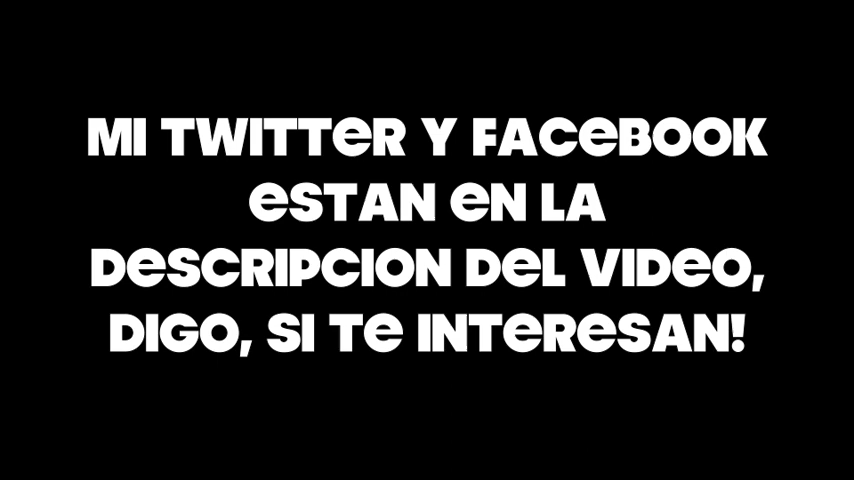 MI TWITTER Y FACEBOOK
ESTAN EN LA
DESCRIPCION DEL VIDEO,
DIGO, SI TE INTERESAN!